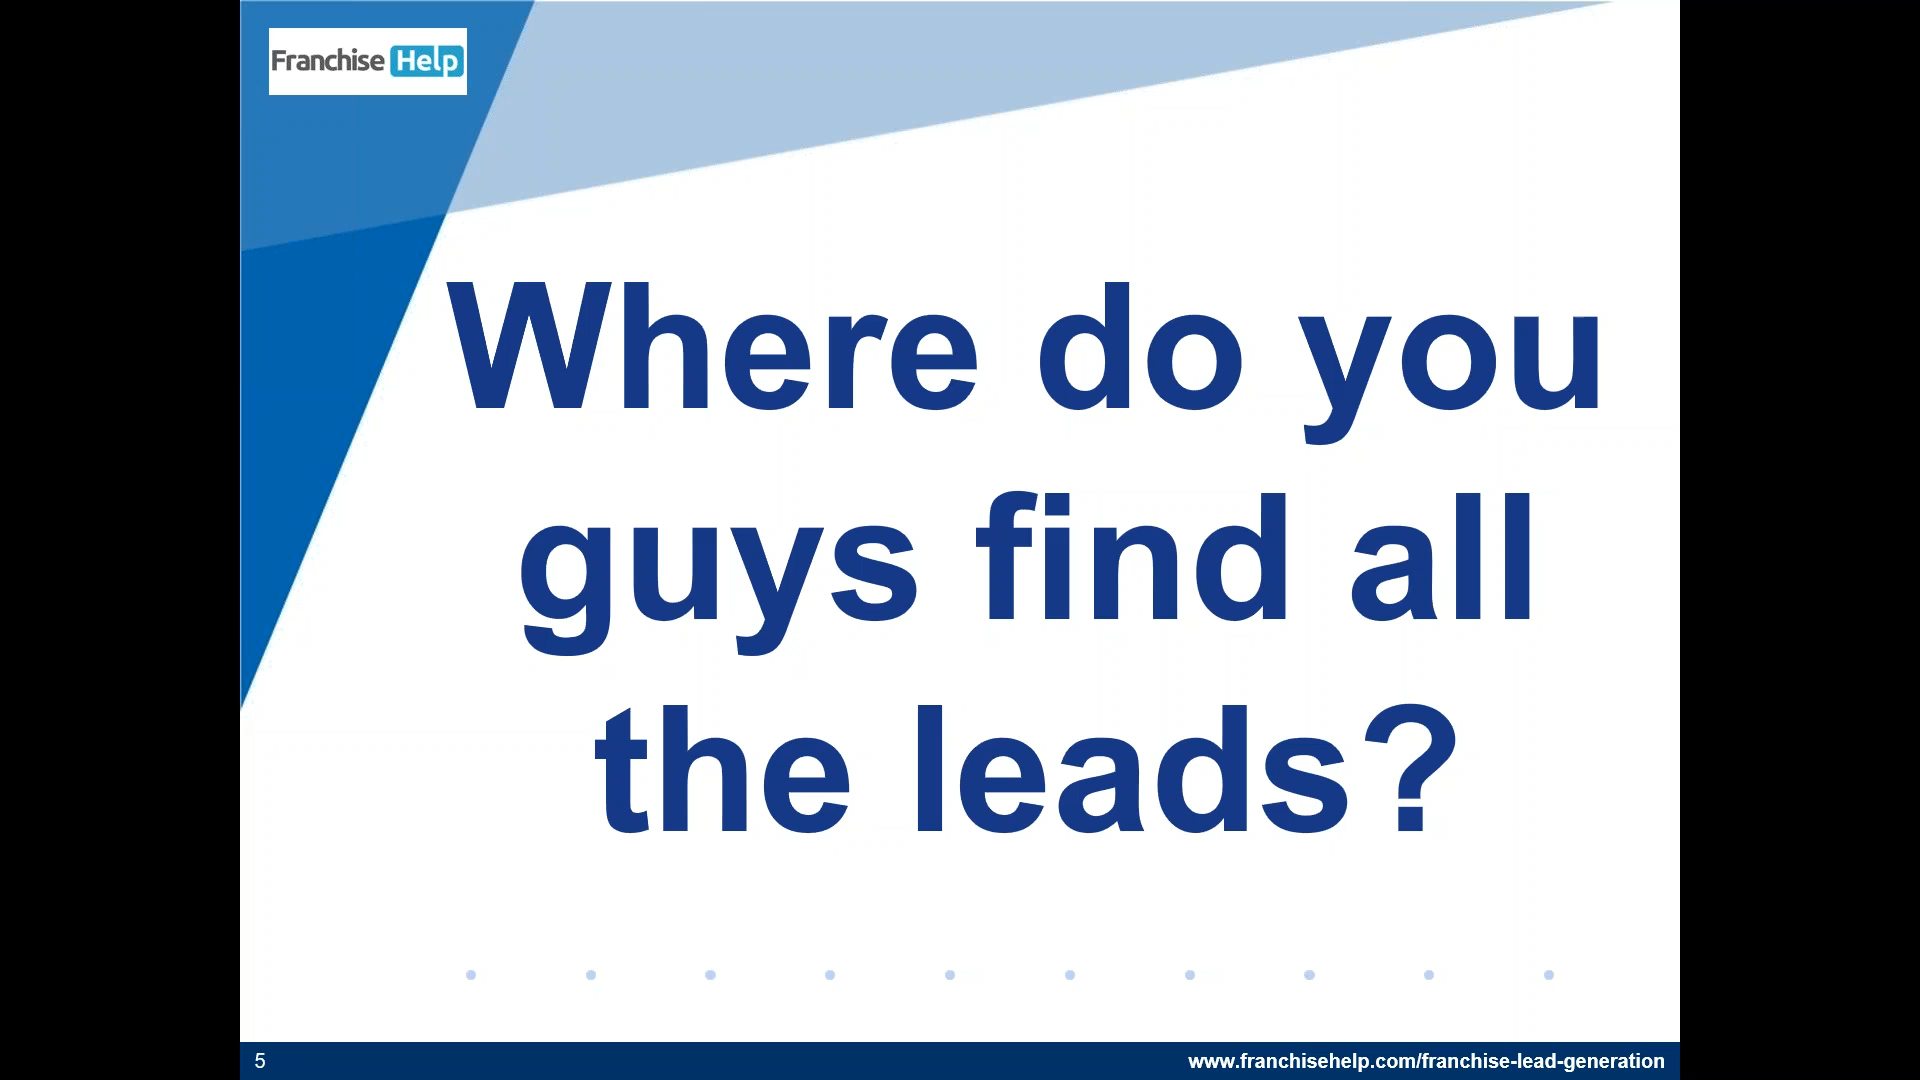 Franchise Help
Where do you
guys find all
the leads?
5
www.franchisehelp.com/franchise-lead-generation